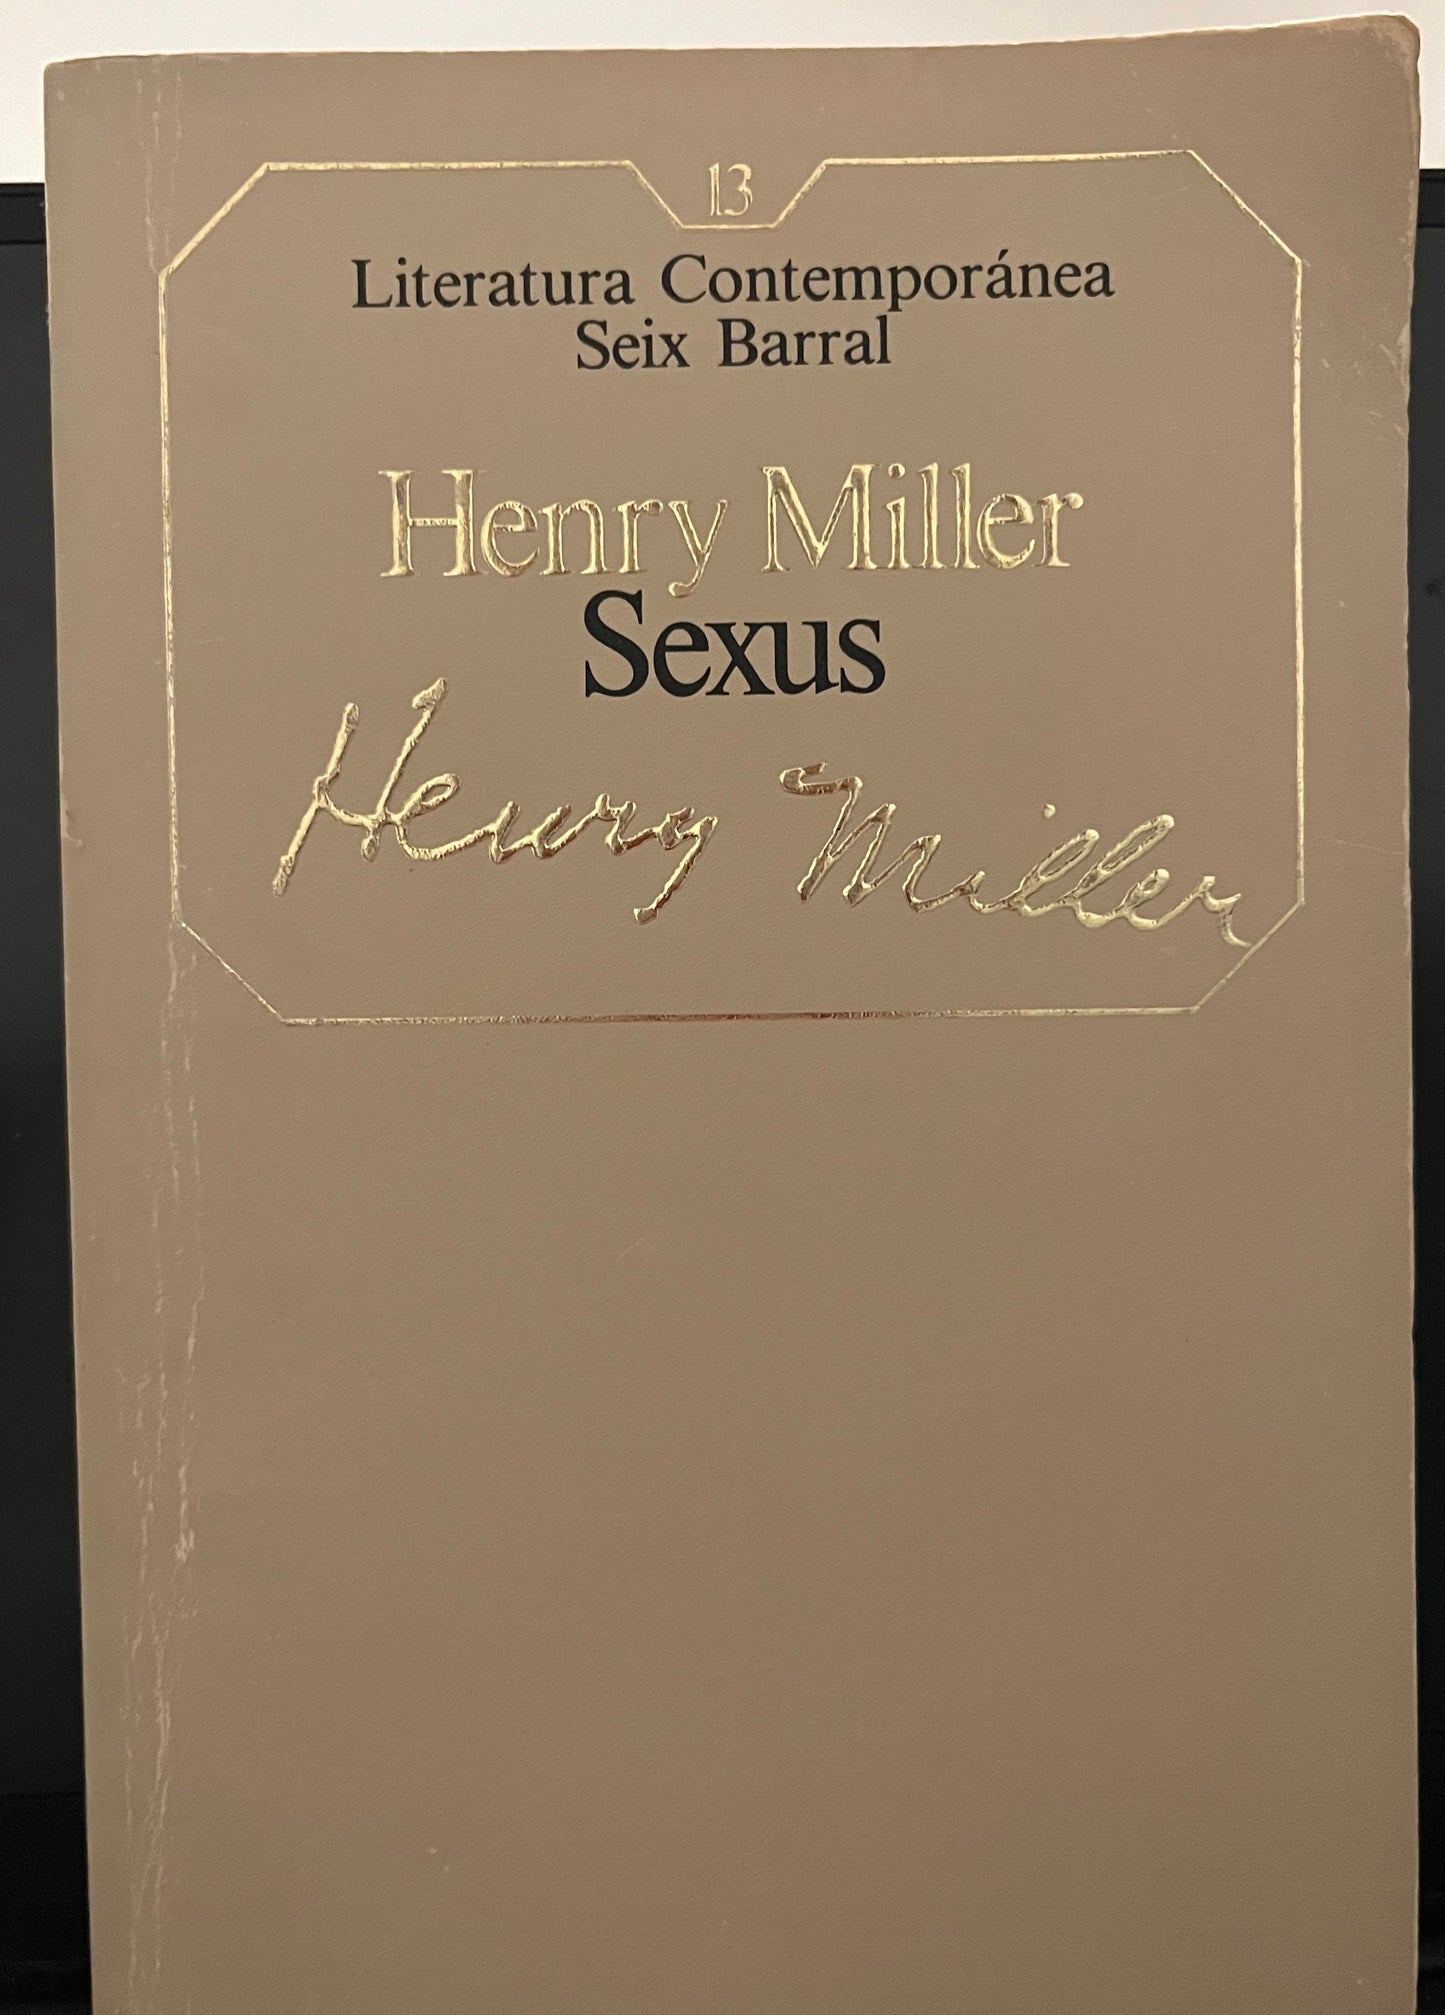 13
Literatura Contemporánea
Seix Barral
Henry Miller
Sexus
Henry Miller